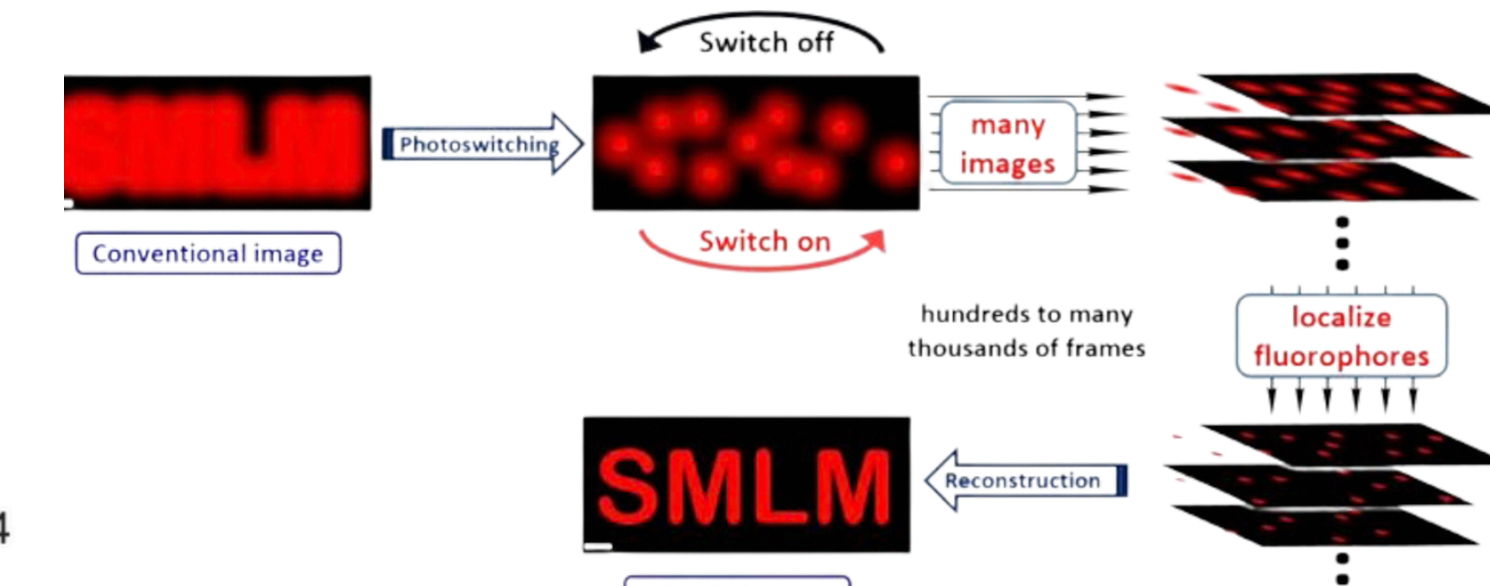 Switch off
SMLM
Photoswitching
many
images
Conventional image
Switch on
hundreds to many
thousands of frames
localize
fluorophores
SMLM
Reconstruction
4